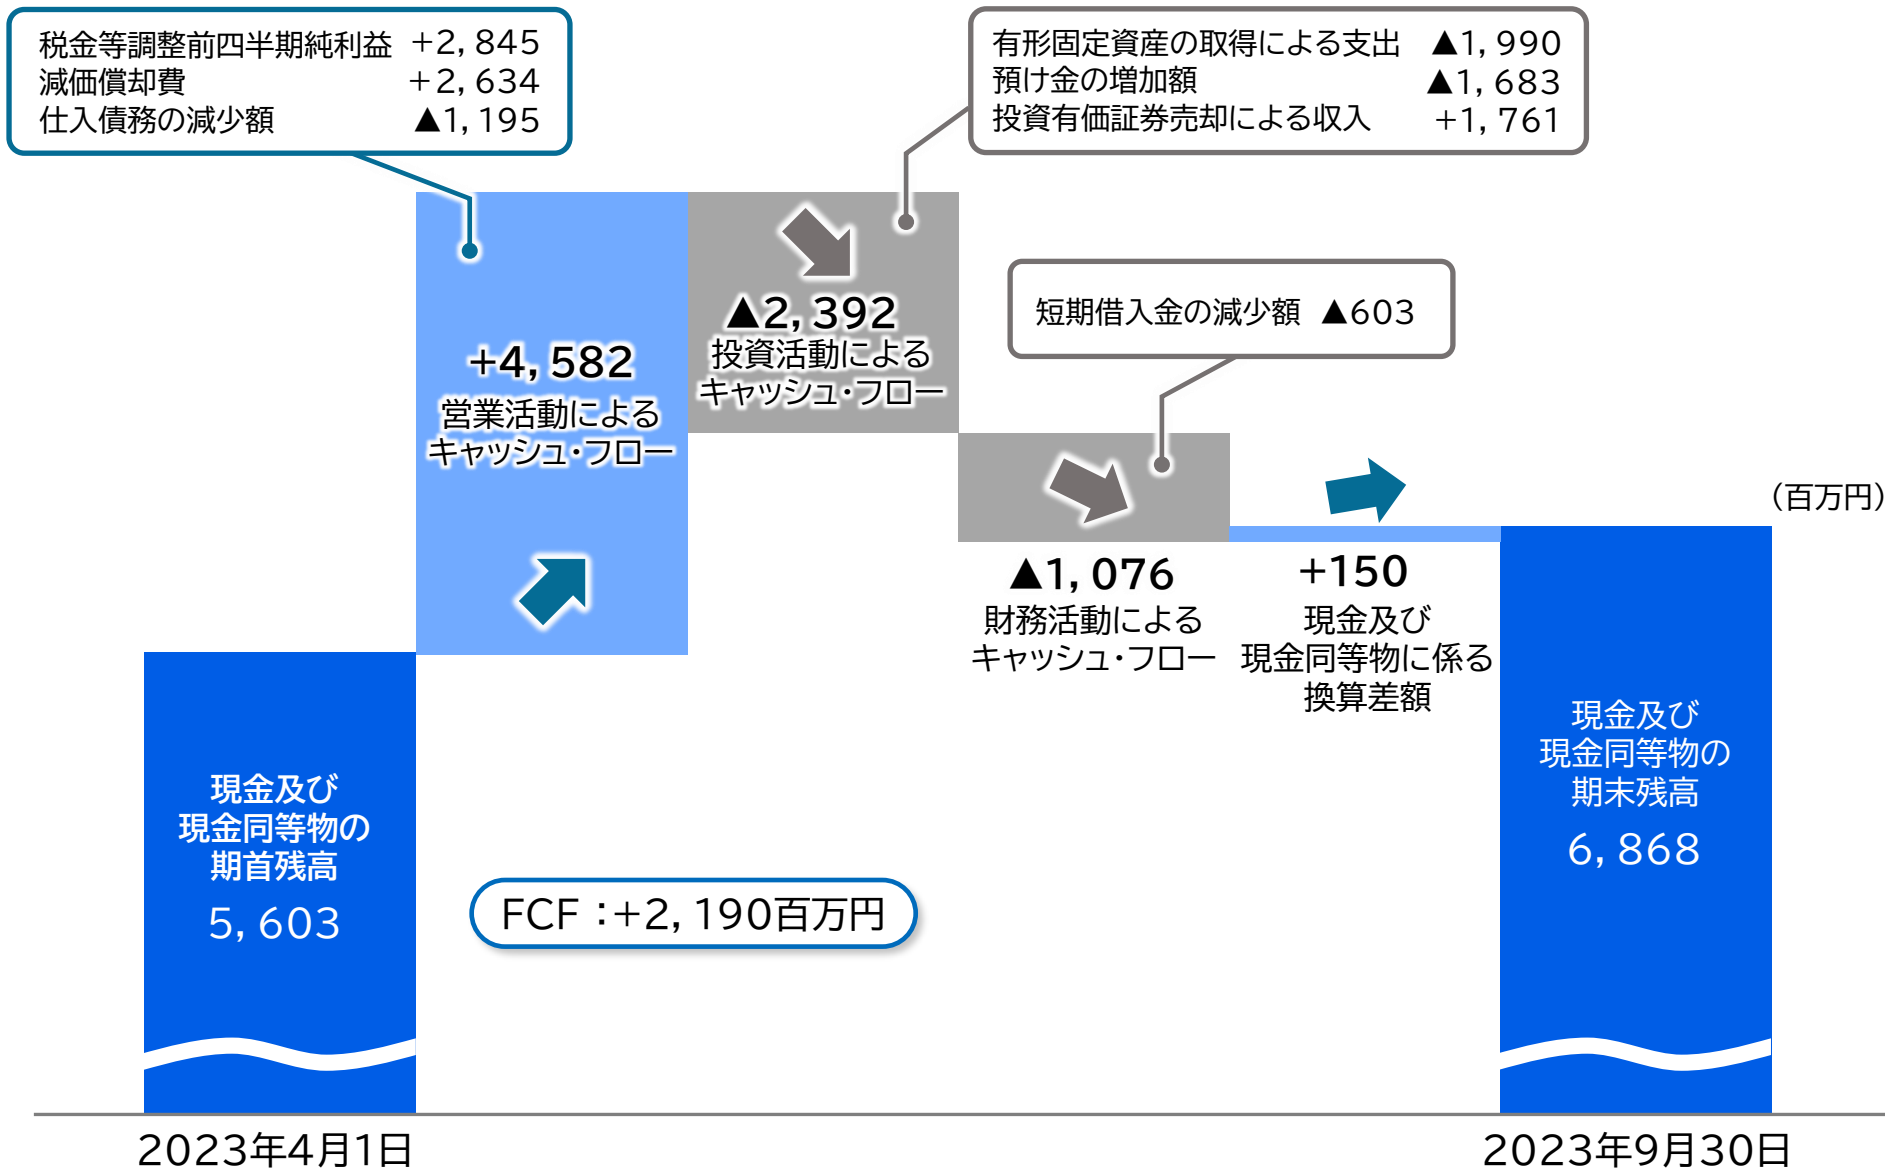 税金等調整前四半期純利益 +2,845
減価償却費 +2,634
仕入債務の減少額 ▲1,195
有形固定資産の取得による支出 ▲1,990
預け金の増加額 ▲1,683
投資有価証券売却による収入 +1,761
短期借入金の減少額 ▲603
+4,582
営業活動による
キャッシュ・フロー
▲2,392
投資活動による
キャッシュ・フロー
(百万円)
▲1,076
財務活動による
キャッシュ・フロー
+150
現金及び
現金同等物に係る
換算差額
現金及び
現金同等物の
期首残高
5,603
現金及び
現金同等物の
期末残高
6,868
FCF:+2,190百万円
2023年4月1日
2023年9月30日